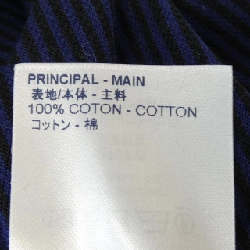 PRINCIPAL - MAIN
表地/本体 - 主料
100% COTON - COTTON
コットン - 棉